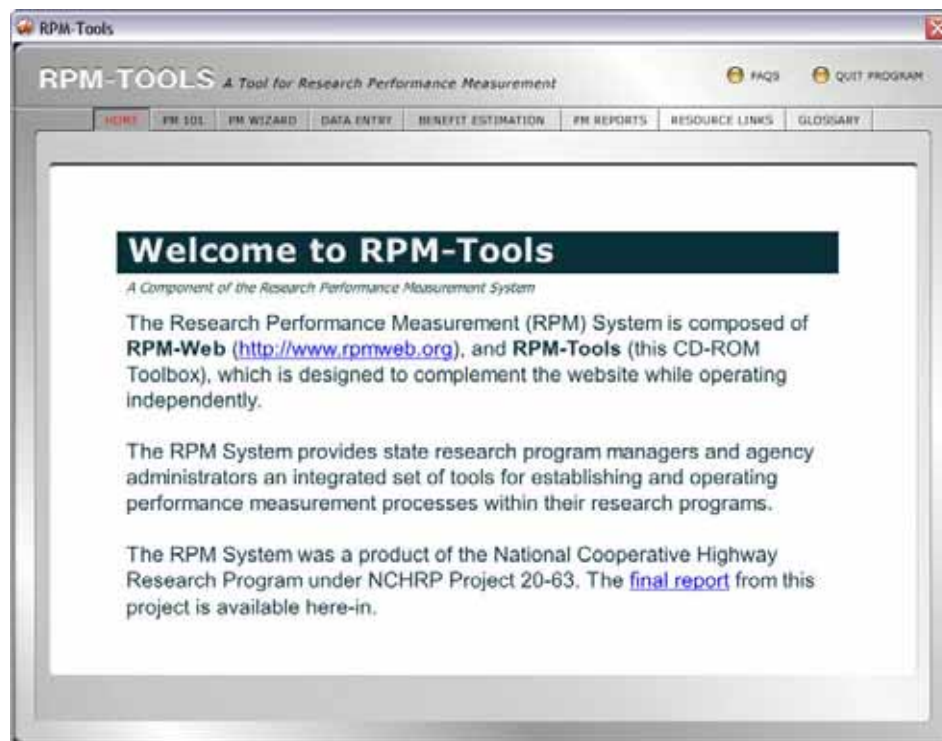 RPM-Tools
RPM-TOOLS A Tool for Research Performance Measurement FAQS QUIT PROGRAM
HOME PM 101 PM WIZARD DATA ENTRY BENEFIT ESTIMATION PM REPORTS RESOURCE LINKS GLOSSARY
Welcome to RPM-Tools
A Component of the Research Performance Measurement System
The Research Performance Measurement (RPM) System is composed of
RPM-Web (http://www.rpmweb.org), and RPM-Tools (this CD-ROM
Toolbox), which is designed to complement the website while operating
independently.
The RPM System provides state research program managers and agency
administrators an integrated set of tools for establishing and operating
performance measurement processes within their research programs.
The RPM System was a product of the National Cooperative Highway
Research Program under NCHRP Project 20-63. The final report from this
project is available here-in.